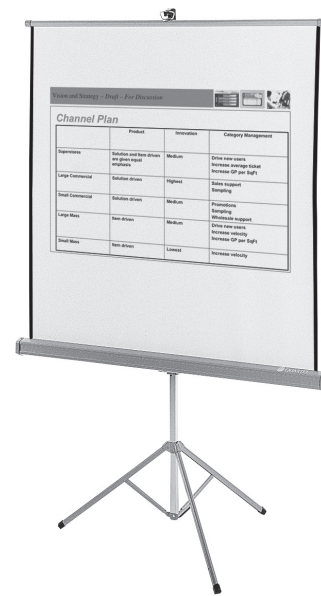 Vision and Strategy – Draft – For Discussion
Channel Plan
Product Innovation Category Management
Superstores Solution and item driven are given equal emphasis Medium Drive new users
Increase average ticket
Increase GP per SqFt
Large Commercial Solution driven Highest Sales support
Sampling
Small Commercial Solution driven Medium Promotions
Sampling
Wholesale support
Large Mass Item driven Medium Drive new users
Increase velocity
Increase GP per SqFt
Small Mass Item driven Lowest Increase velocity